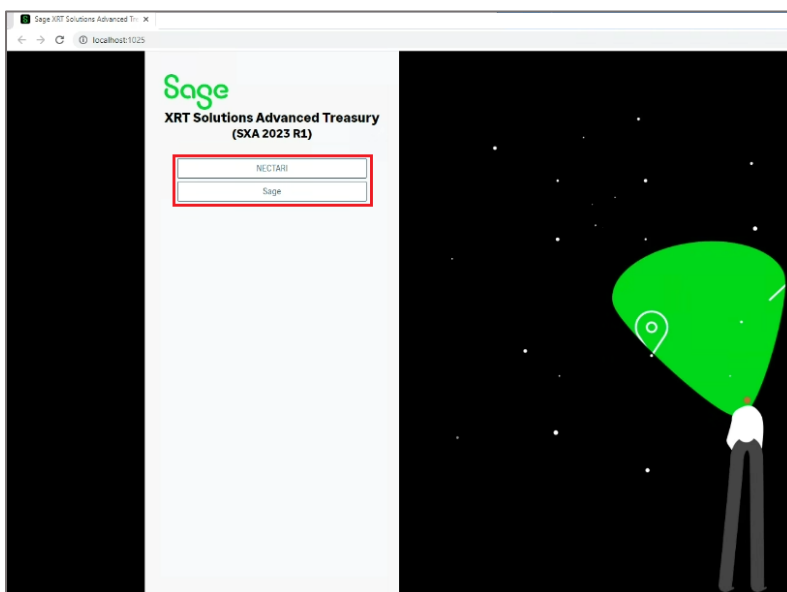 Sage XRT Solutions Advanced Tr
localhost:1025
Sage
XRT Solutions Advanced Treasury
(SXA 2023 R1)
NECTARI
Sage